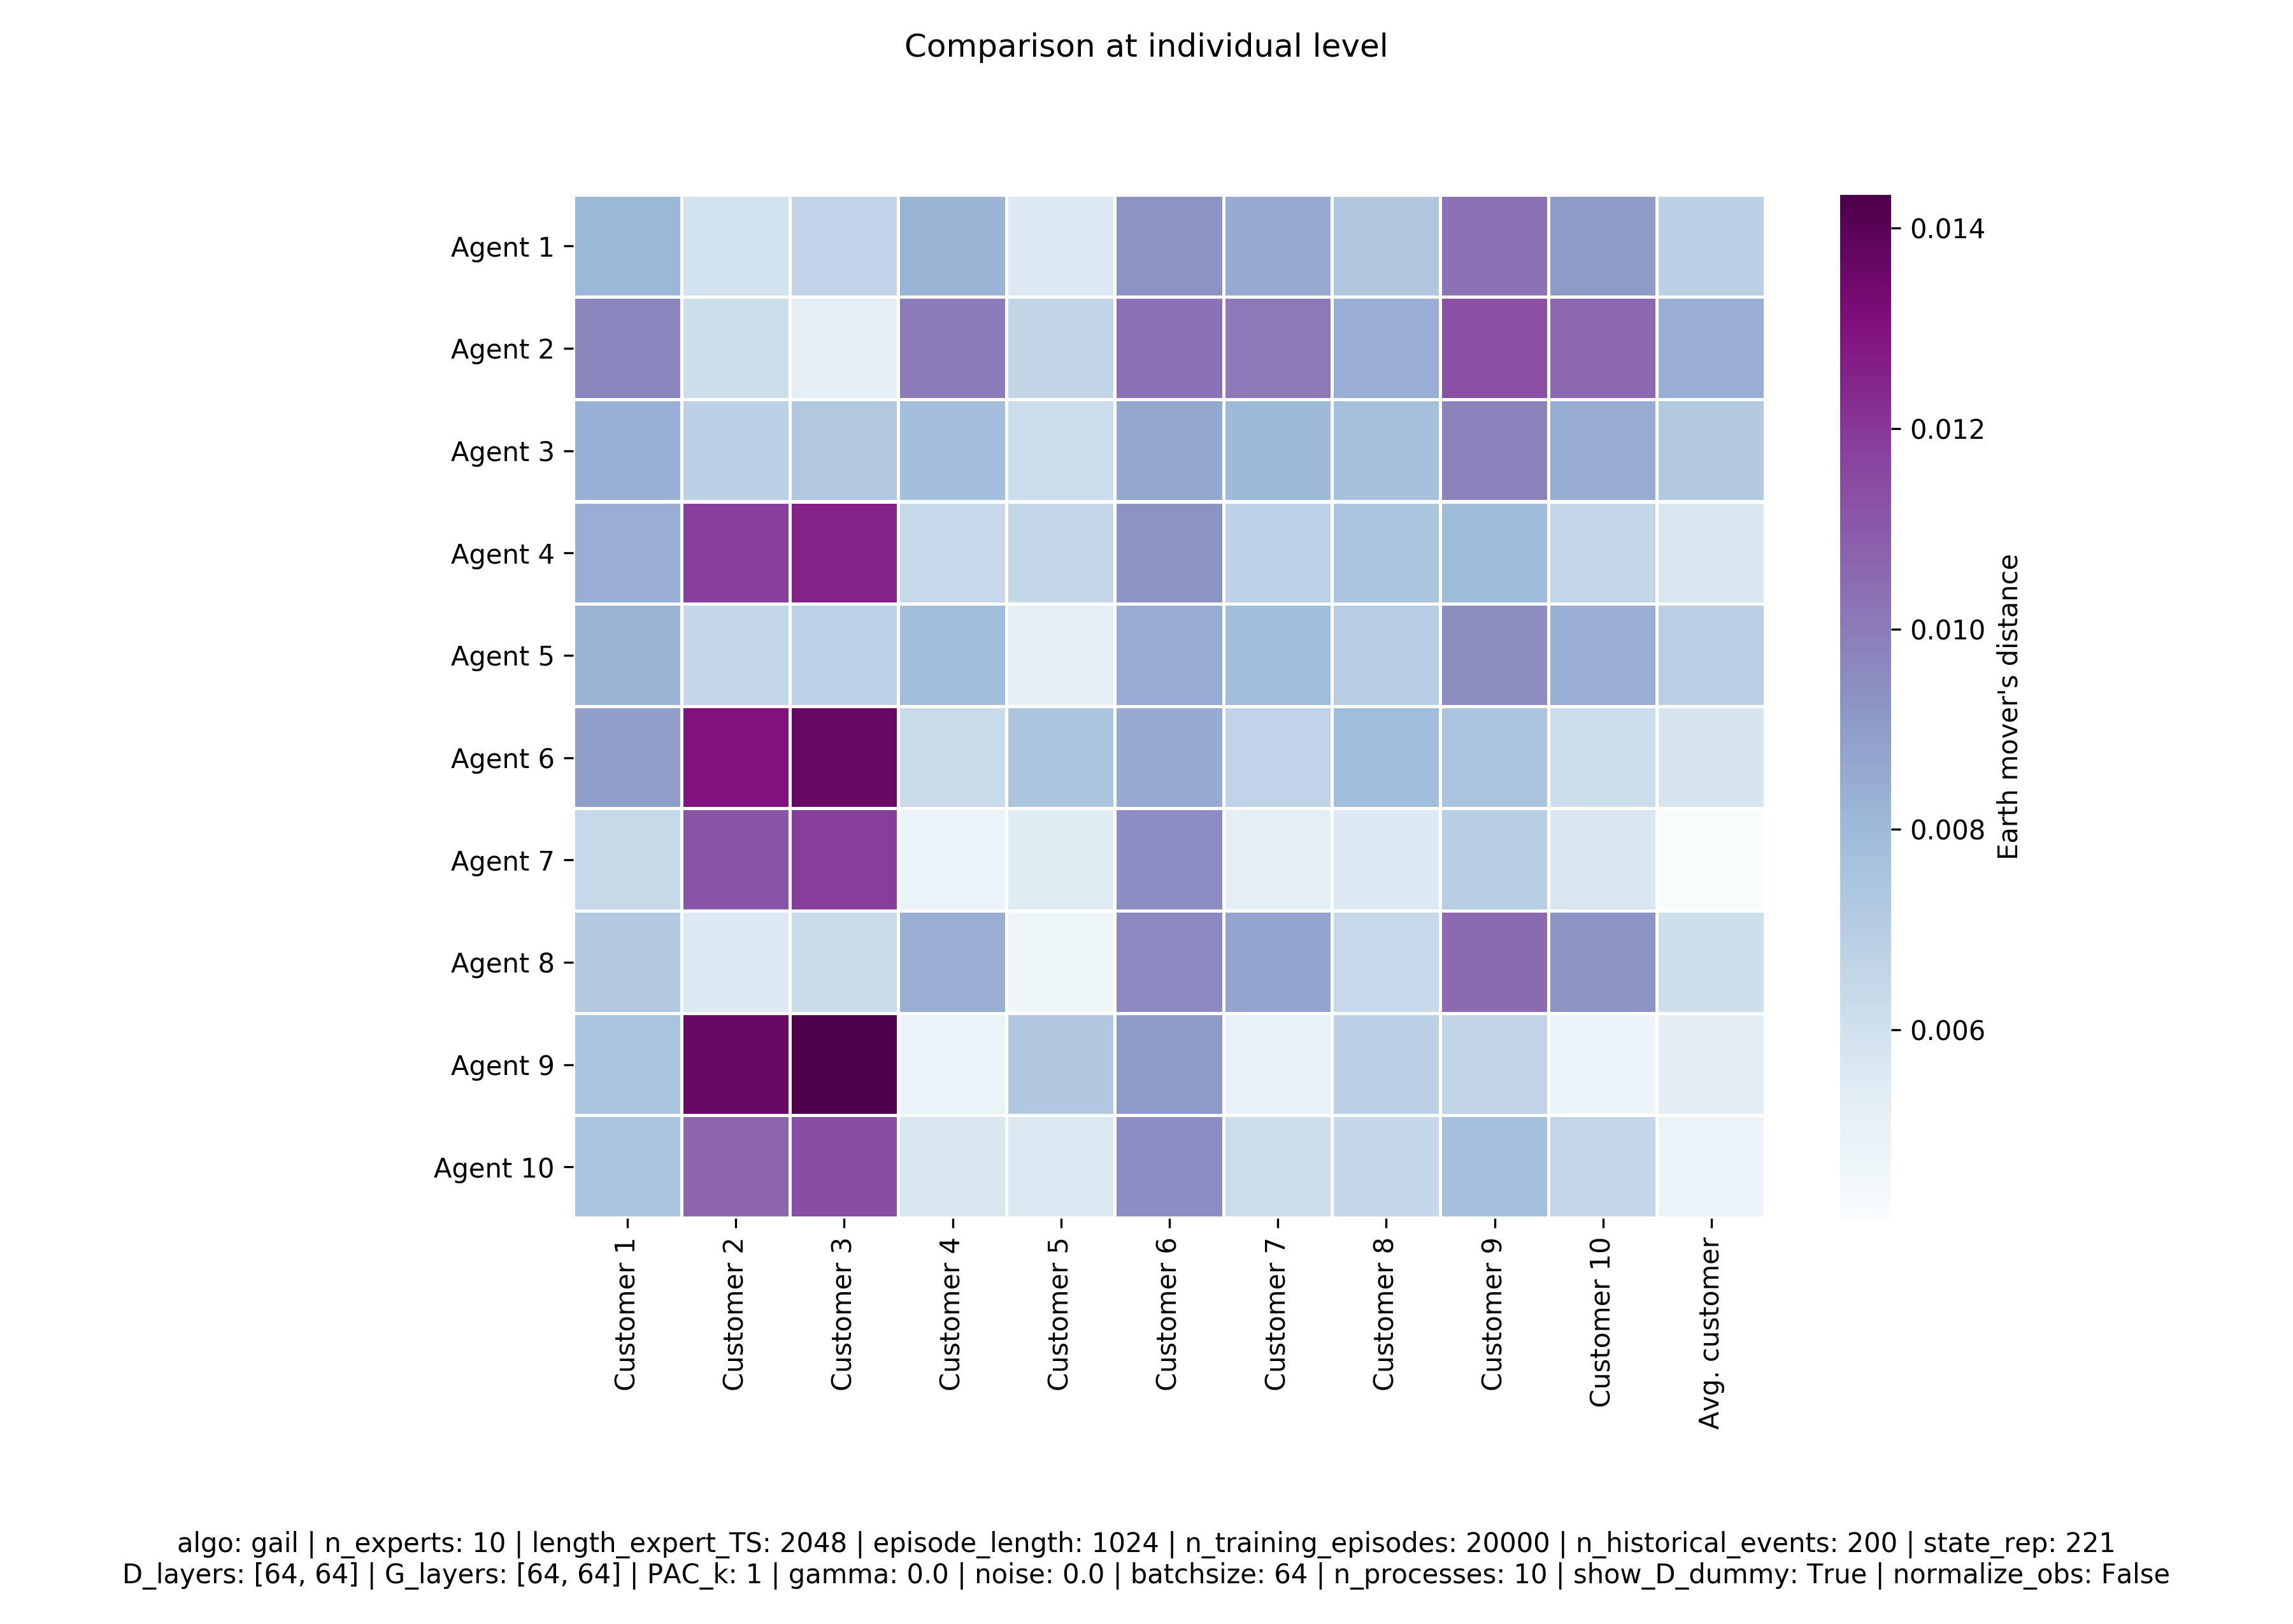 Comparison at individual level
Agent 1
Agent 2
Agent 3
Agent 4
Agent 5
Agent 6
Agent 7
Agent 8
Agent 9
Agent 10
Customer 1
Customer 2
Customer 3
Customer 4
Customer 5
Customer 6
Customer 7
Customer 8
Customer 9
Customer 10
Avg. customer
0.014
0.012
0.010
0.008
0.006
Earth mover's distance
algo: gail | n_experts: 10 | length_expert_TS: 2048 | episode_length: 1024 | n_training_episodes: 20000 | n_historical_events: 200 | state_rep: 221
D_layers: [64, 64] | G_layers: [64, 64] | PAC_k: 1 | gamma: 0.0 | noise: 0.0 | batchsize: 64 | n_processes: 10 | show_D_dummy: True | normalize_obs: False